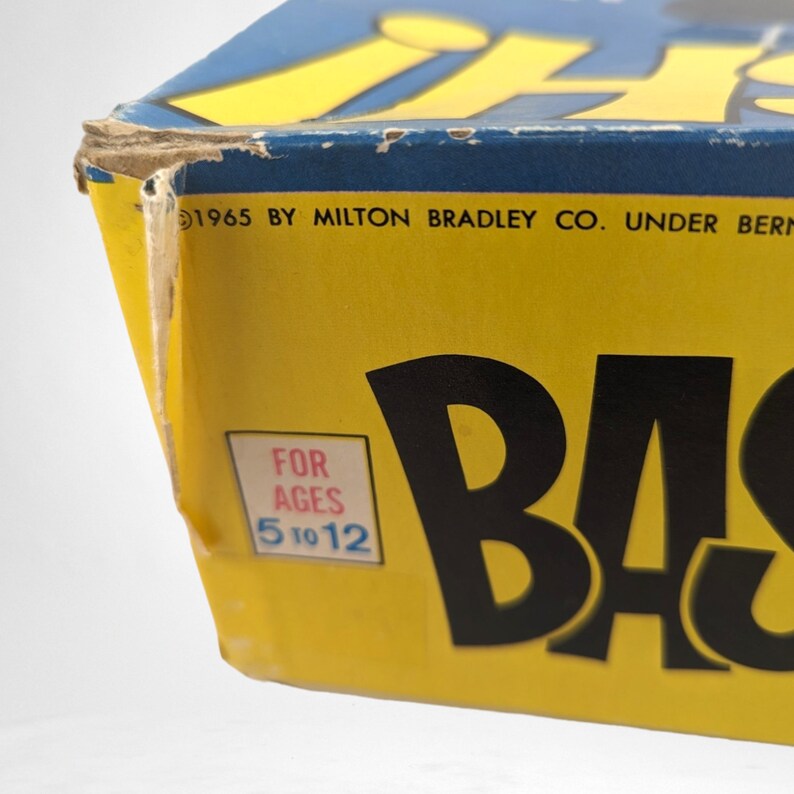 ¡H
©1965 BY MILTON BRADLEY CO. UNDER BERN
BAS
FOR
AGES
5 TO 12